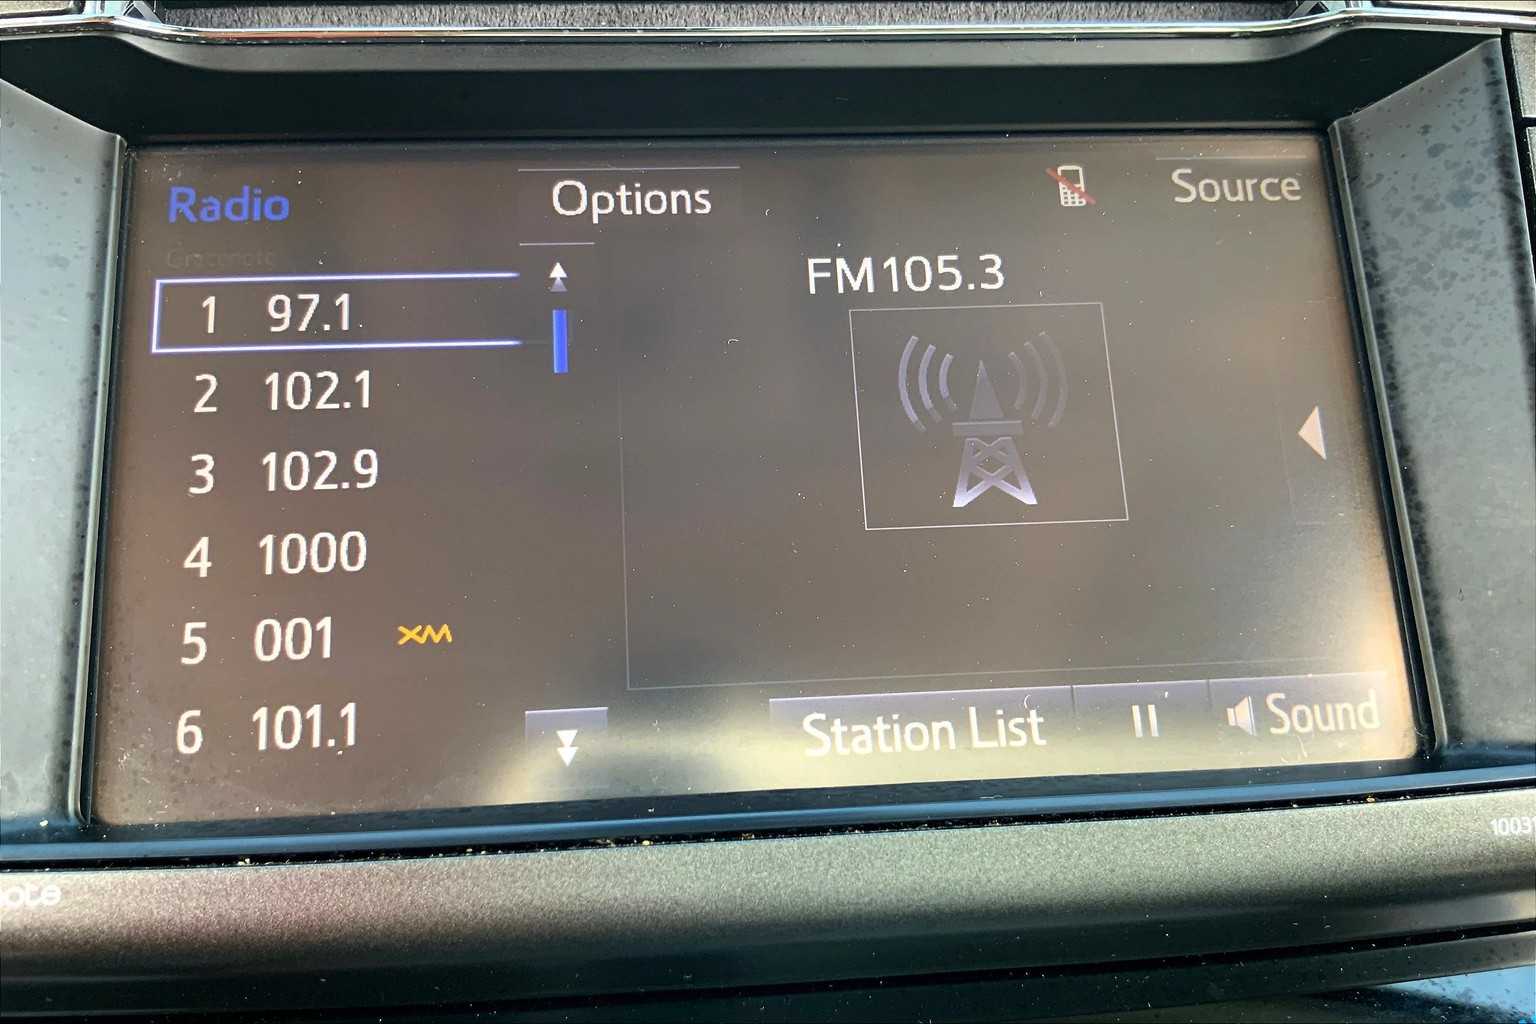 Radio
Options
Source
Gracenote
FM105.3
1 97.1
2 102.1
3 102.9
4 1000
5 001 XM
6 101.1
Station List
Sound